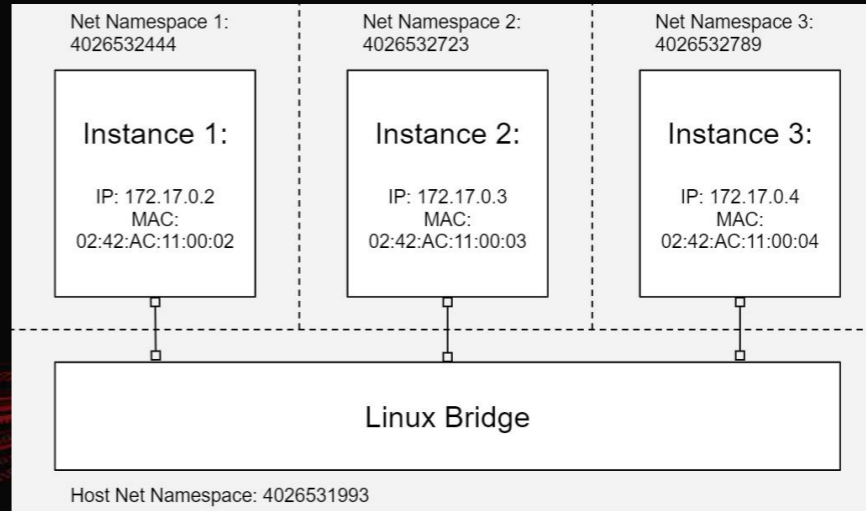 Net Namespace 1:
4026532444
Net Namespace 2:
4026532723
Net Namespace 3:
4026532789
Instance 1:
IP: 172.17.0.2
MAC:
02:42:AC:11:00:02
Instance 2:
IP: 172.17.0.3
MAC:
02:42:AC:11:00:03
Instance 3:
IP: 172.17.0.4
MAC:
02:42:AC:11:00:04
Linux Bridge
Host Net Namespace: 4026531993